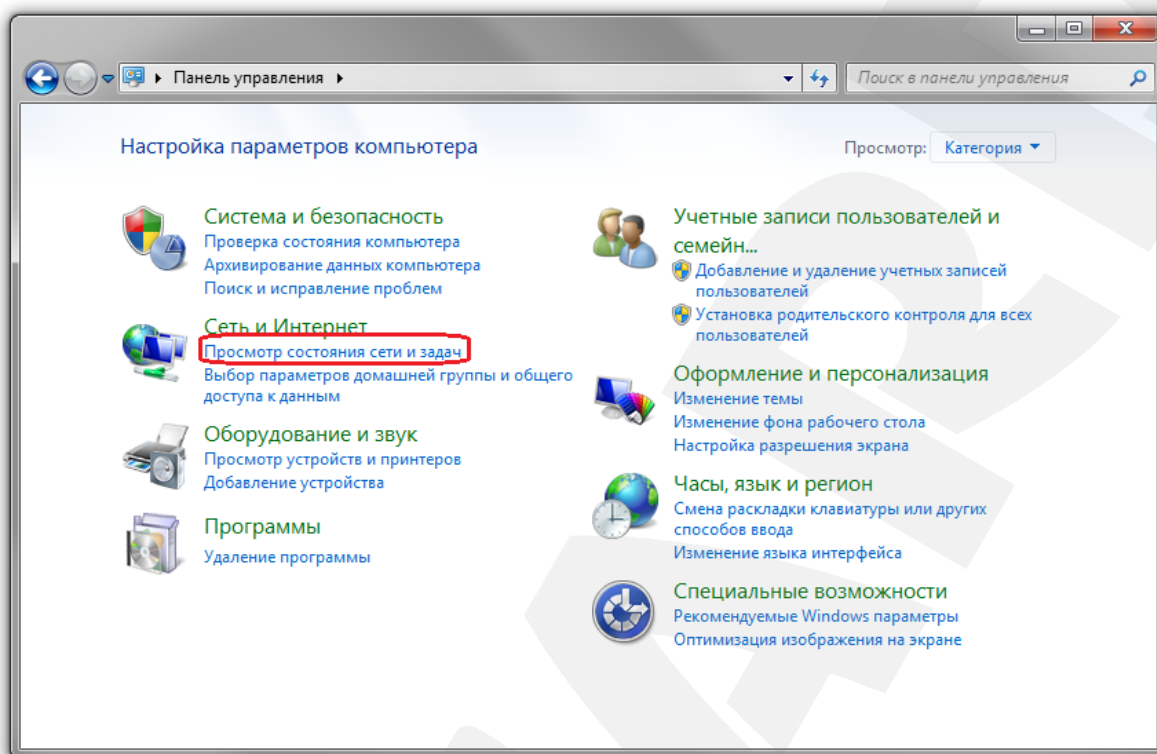 Панель управления
Поиск в панели управления
Настройка параметров компьютера
Просмотр: Категория
Система и безопасность
Проверка состояния компьютера
Архивирование данных компьютера
Поиск и исправление проблем
Сеть и Интернет
Просмотр состояния сети и задач
Выбор параметров домашней группы и общего
доступа к данным
Оборудование и звук
Просмотр устройств и принтеров
Добавление устройства
Программы
Удаление программы
Учетные записи пользователей и
семейн...
Добавление и удаление учетных записей
пользователей
Установка родительского контроля для всех
пользователей
Оформление и персонализация
Изменение темы
Изменение фона рабочего стола
Настройка разрешения экрана
Часы, язык и регион
Смена раскладки клавиатуры или других
способов ввода
Изменение языка интерфейса
Специальные возможности
Рекомендуемые Windows параметры
Оптимизация изображения на экране